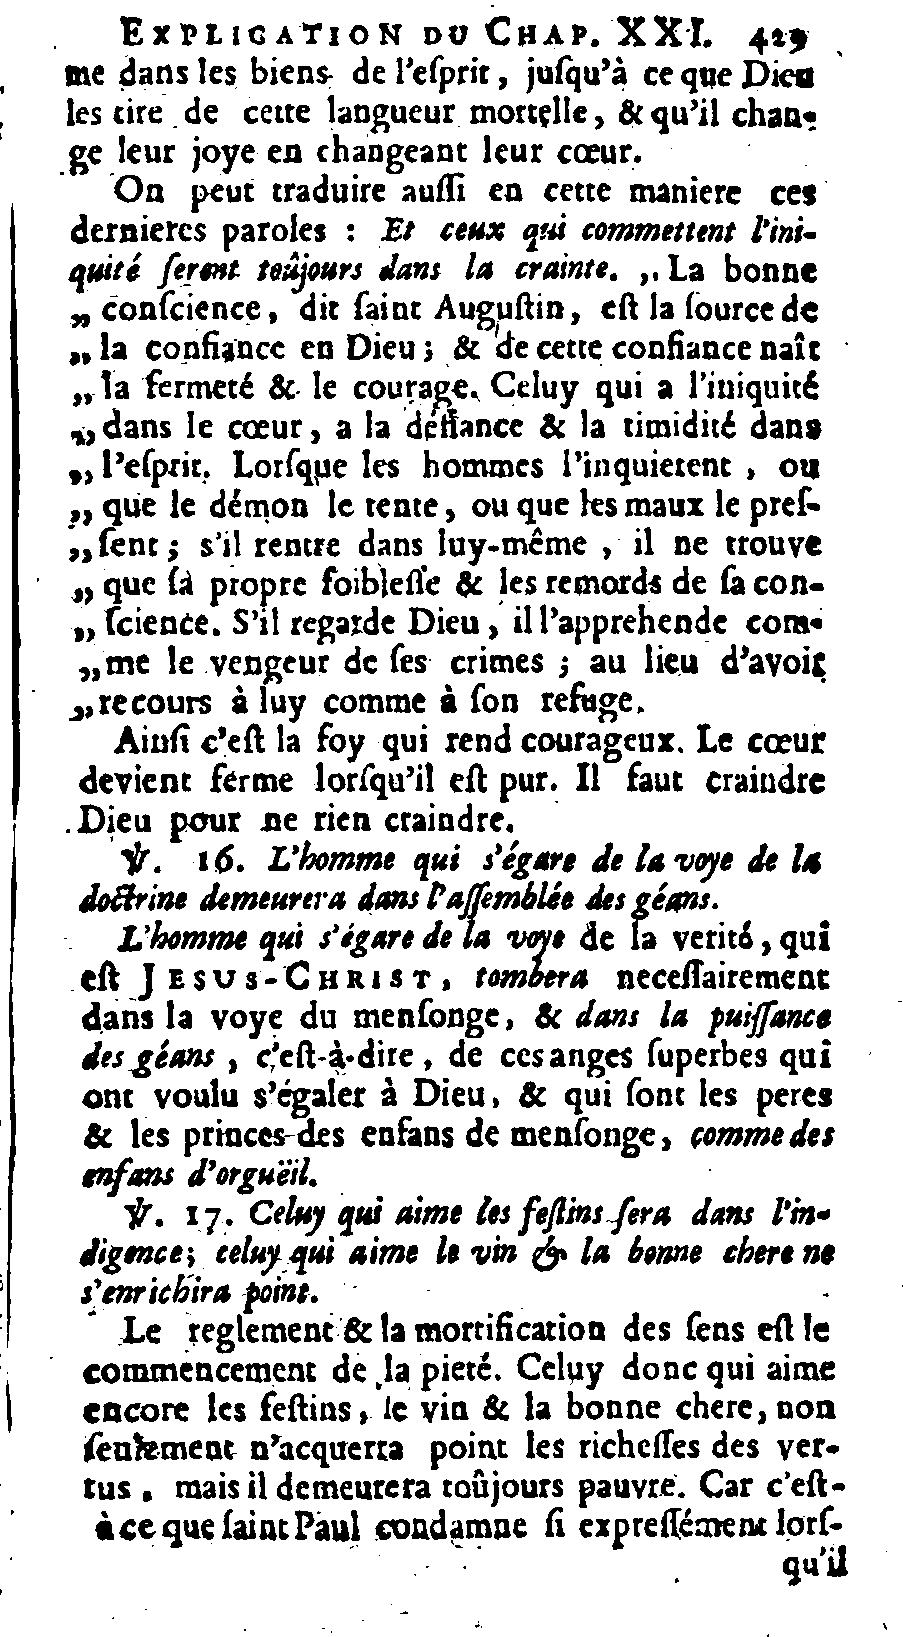 EXPLICATION DU CHAP. XXI. 429
me dans les biens de l'eſprit, juſqu'à ce que Dieu
les tire de cette langueur mortelle, & qu'il chan-
ge leur joye en changeant leur cœur.
On peut traduire auſſi en cette maniere ces
dernieres paroles : Et ceux qui commettent l'ini-
quité ſeront toûjours dans la crainte. ,, La bonne
,, conſcience, dit ſaint Auguſtin, eſt la ſource de
,, la confiance en Dieu ; & de cette confiance naît
,, la fermeté & le courage. Celuy qui a l'iniquité
,, dans le cœur, a la défiance & la timidité dans
,, l'eſprit. Lorſque les hommes l'inquietent, ou
,, que le démon le tente, ou que les maux le preſ-
,, ſent ; s'il rentre dans luy-même, il ne trouve
,, que ſa propre foibleſſe & les remords de ſa con-
,, ſcience. S'il regarde Dieu, il l'apprehende com-
,, me le vengeur de ſes crimes ; au lieu d'avoir
,, recours à luy comme à ſon refuge.
Ainſi c'eſt la foy qui rend courageux. Le cœur
devient ferme lorſqu'il eſt pur. Il faut craindre
Dieu pour ne rien craindre.
℣. 16. L'homme qui s'égare de la voye de la
doctrine demeurera dans l'aſſemblée des géans.
L'homme qui s'égare de la voye de la verité, qui
eſt JESUS-CHRIST, tombera neceſſairement
dans la voye du menſonge, & dans la puiſſance
des géans, c'eſt-à-dire, de ces anges ſuperbes qui
ont voulu s'égaler à Dieu, & qui ſont les peres
& les princes des enfans de menſonge, comme des
enfans d'orguëil.
℣. 17. Celuy qui aime les feſtins ſera dans l'in-
digence ; celuy qui aime le vin & la bonne chere ne
s'enrichira point.
Le reglement & la mortification des ſens eſt le
commencement de la pieté. Celuy donc qui aime
encore les feſtins, le vin & la bonne chere, non
ſeulement n'acquerra point les richeſſes des ver-
tus, mais il demeurera toûjours pauvre. Car c'eſt-
à ce que ſaint Paul condamne ſi expreſſément lorſ-
qu'il